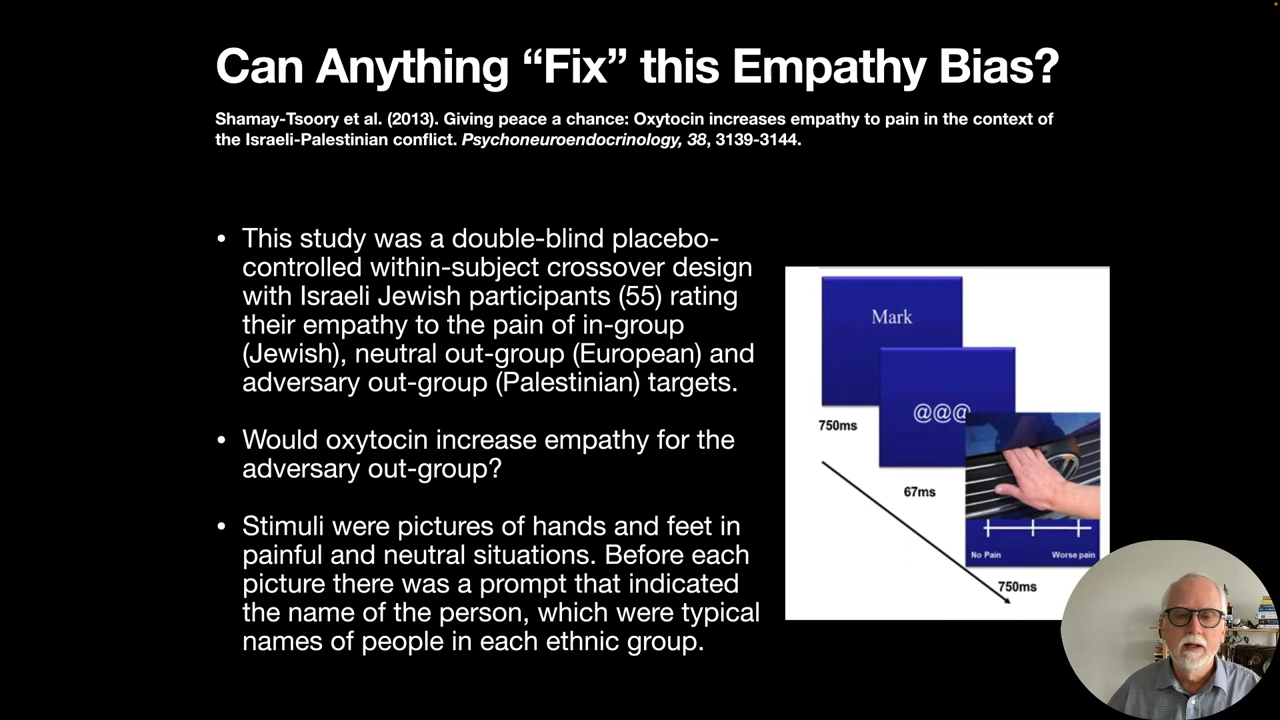 Can Anything “Fix” this Empathy Bias?
Shamay-Tsoory et al. (2013). Giving peace a chance: Oxytocin increases empathy to pain in the context of
the Israeli-Palestinian conflict. Psychoneuroendocrinology, 38, 3139-3144.
• This study was a double-blind placebo-
controlled within-subject crossover design
with Israeli Jewish participants (55) rating
their empathy to the pain of in-group
(Jewish), neutral out-group (European) and
adversary out-group (Palestinian) targets.
• Would oxytocin increase empathy for the
adversary out-group?
• Stimuli were pictures of hands and feet in
painful and neutral situations. Before each
picture there was a prompt that indicated
the name of the person, which were typical
names of people in each ethnic group.
Mark
@@@
750ms
67ms
No Pain
Worse pain
750ms